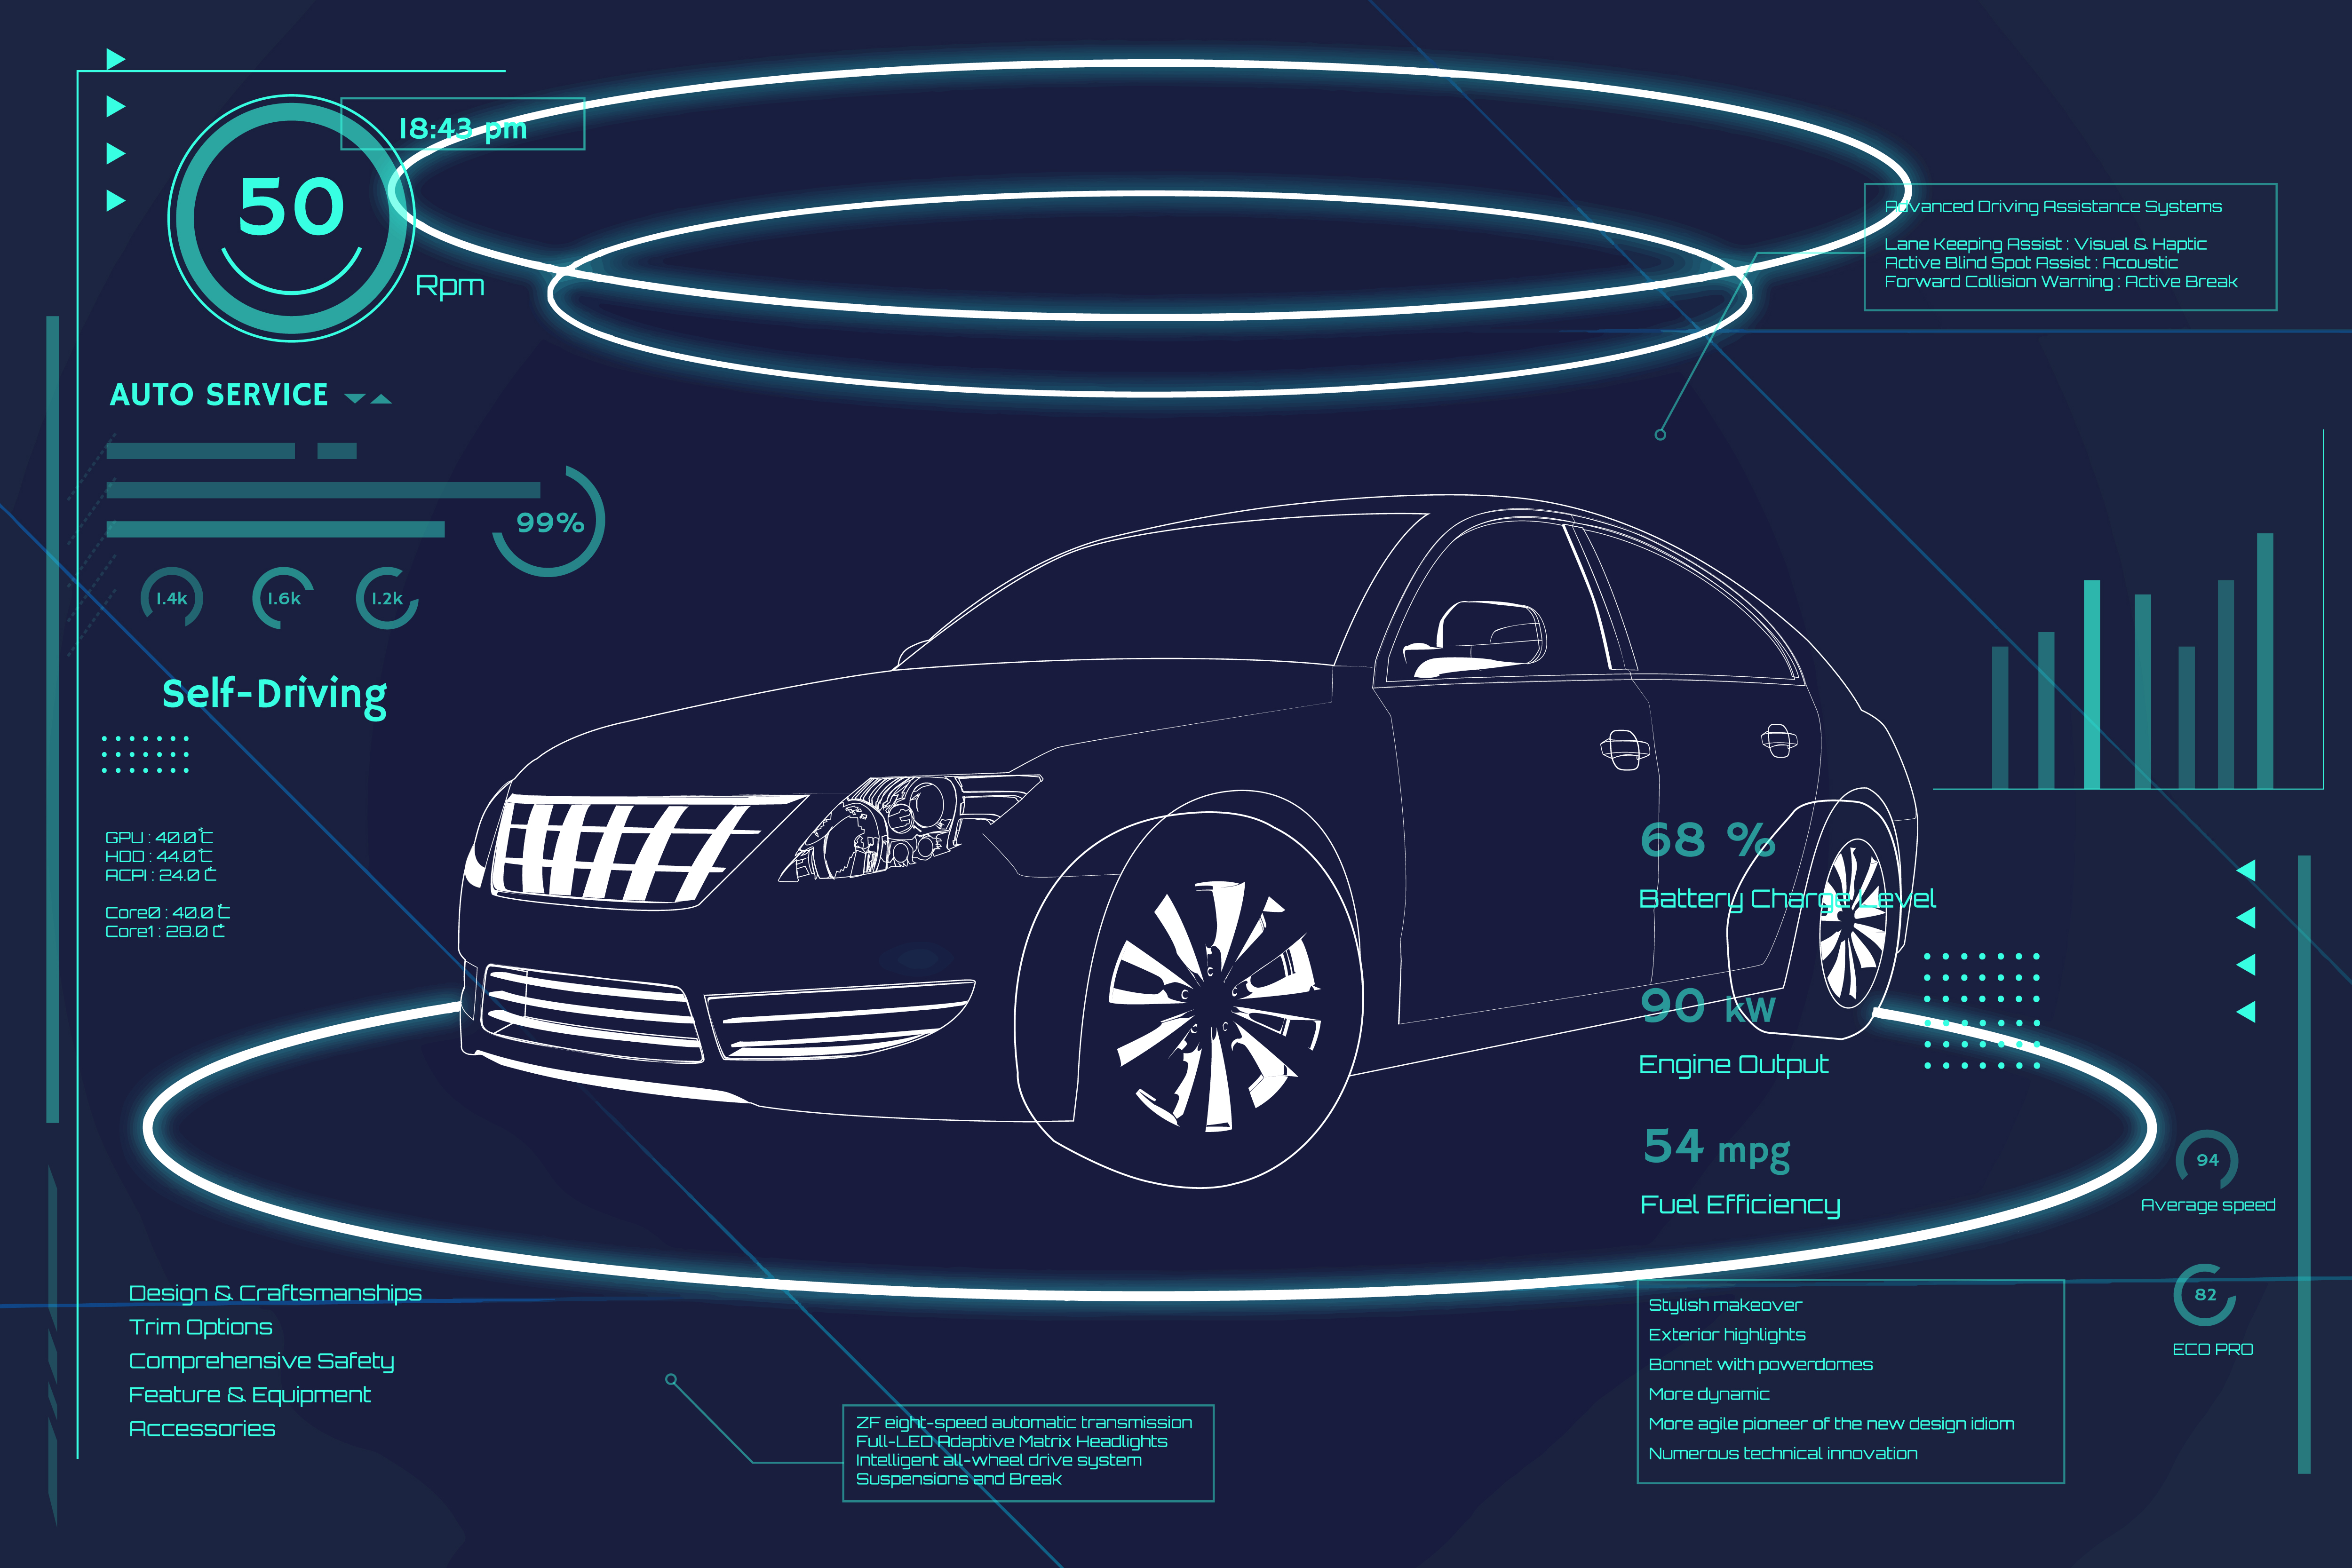 18:43 pm
50
Rpm
Advanced Driving Assistance Systems
Lane Keeping Assist : Visual & Haptic
Active Blind Spot Assist : Acoustic
Forward Collision Warning : Active Break
AUTO SERVICE
99%
1.4k
1.6k
1.2k
Self-Driving
GPU : 40.0℃
HDD : 44.0℃
ACPI : 24.0 ℃
Core0 : 40.0 ℃
Core1 : 28.0 ℃
68 %
Battery Charge Level
90 kW
Engine Output
54 mpg
Fuel Efficiency
94
Average speed
82
ECO PRO
Design & Craftsmanships
Trim Options
Comprehensive Safety
Feature & Equipment
Accessories
ZF eight-speed automatic transmission
Full-LED Adaptive Matrix Headlights
Intelligent all-wheel drive system
Suspensions and Break
Stylish makeover
Exterior highlights
Bonnet with powerdomes
More dynamic
More agile pioneer of the new design idiom
Numerous technical innovation